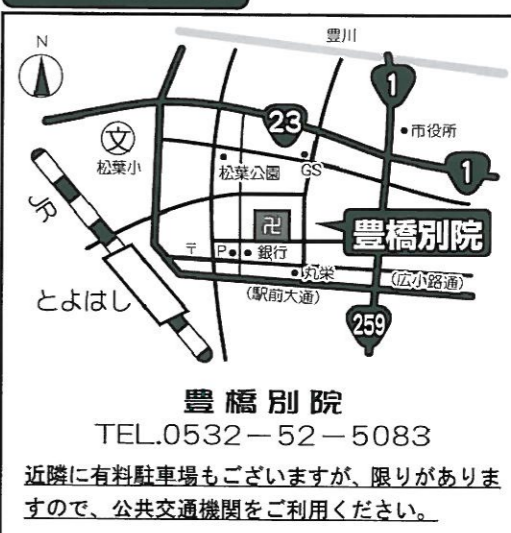 N
豊川
1
23
市役所
文
松葉小
松葉公園
GS
1
JR
卍
豊橋別院
〒
P
銀行
丸栄
(広小路通)
とよはし
(駅前大通)
259
豊橋別院
TEL.0532－52－5083
近隣に有料駐車場もございますが、限りがありま
すので、公共交通機関をご利用ください。